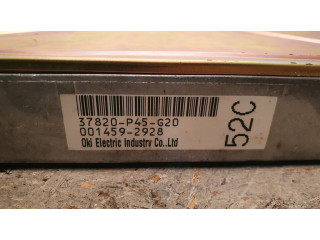 37820-P45-G20
001459-2928
Oki Electric Industry Co.,Ltd
52C